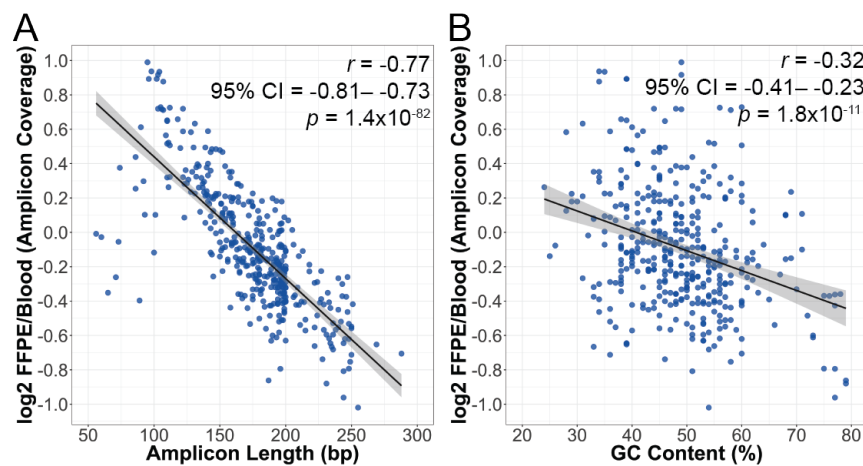 A
log2 FFPE/Blood (Amplicon Coverage)
1.0
0.8
0.6
0.4
0.2
0.0
-0.2
-0.4
-0.6
-0.8
-1.0
r = -0.77
95% CI = -0.81– -0.73
p = 1.4x10⁻⁸²
50 100 150 200 250 300
Amplicon Length (bp)
B
log2 FFPE/Blood (Amplicon Coverage)
1.0
0.8
0.6
0.4
0.2
0.0
-0.2
-0.4
-0.6
-0.8
-1.0
r = -0.32
95% CI = -0.41– -0.23
p = 1.8x10⁻¹¹
20 30 40 50 60 70 80
GC Content (%)